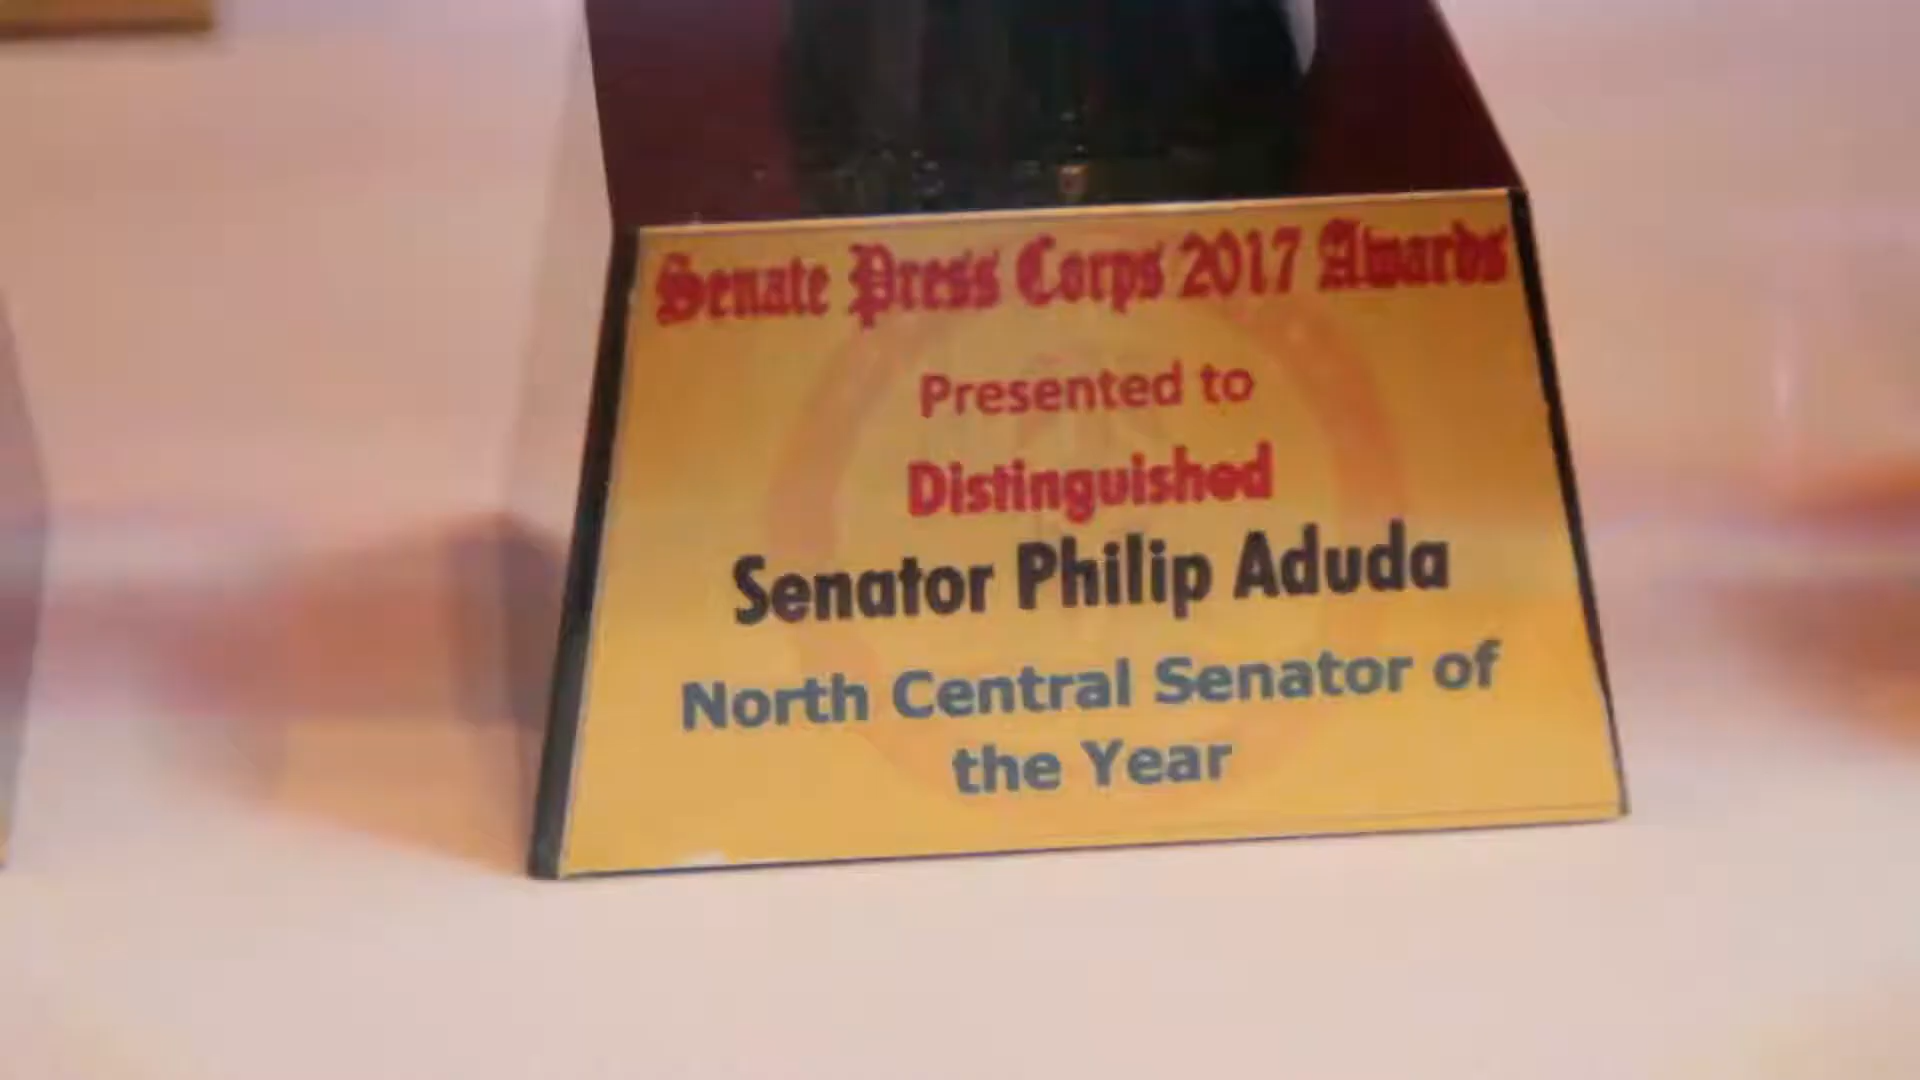 Senate Press Corps 2017 Awards
Presented to
Distinguished
Senator Philip Aduda
North Central Senator of
the Year